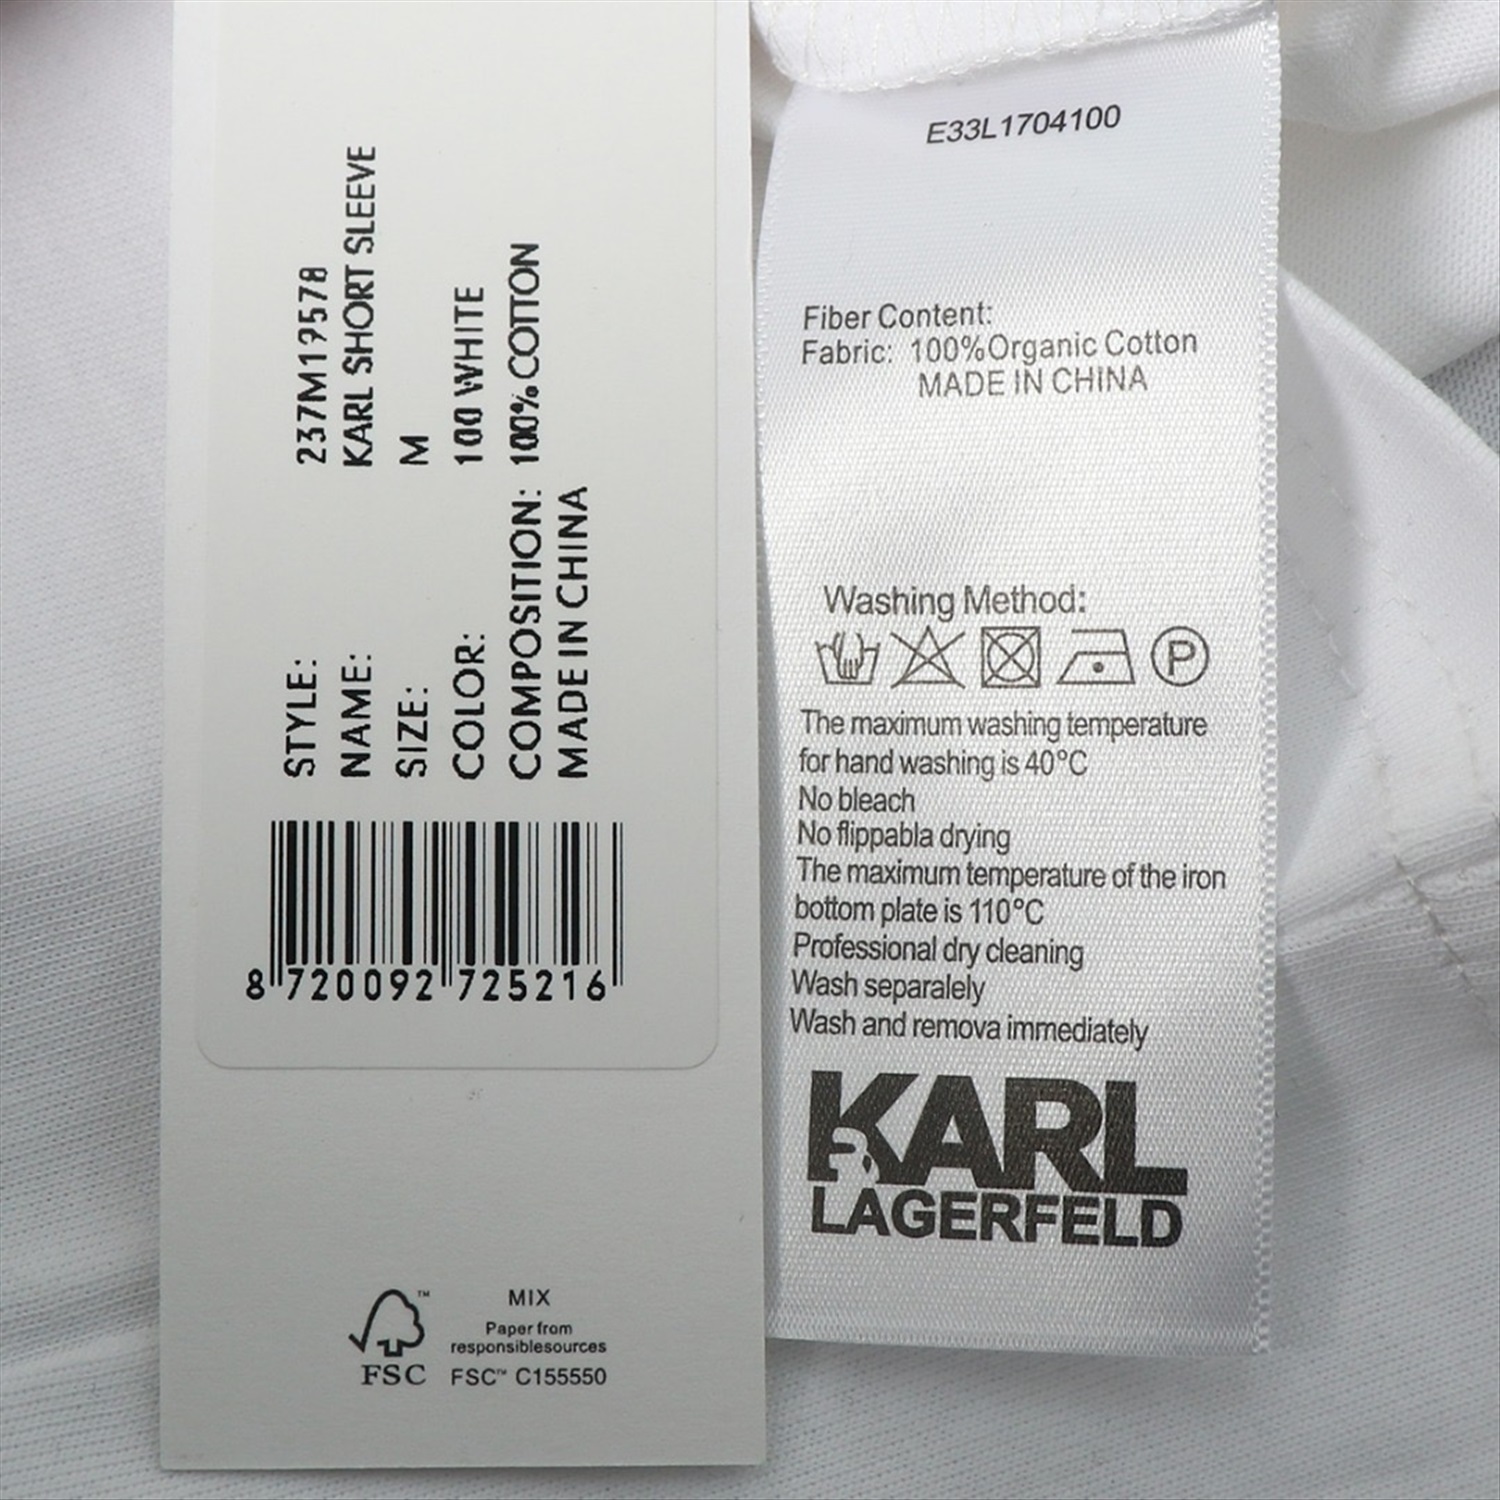 STYLE: 237M19578
NAME: KARL SHORT SLEEVE
SIZE: M
COLOR: 100 WHITE
COMPOSITION: 100% COTTON
MADE IN CHINA
8 720092 725216
FSC
MIX
Paper from
responsiblesources
FSC™ C155550
E33L1704100
Fiber Content:
Fabric: 100%Organic Cotton
MADE IN CHINA
Washing Method:
P
The maximum washing temperature
for hand washing is 40°C
No bleach
No flippabla drying
The maximum temperature of the iron
bottom plate is 110°C
Professional dry cleaning
Wash separalely
Wash and remova immediately
KARL
LAGERFELD